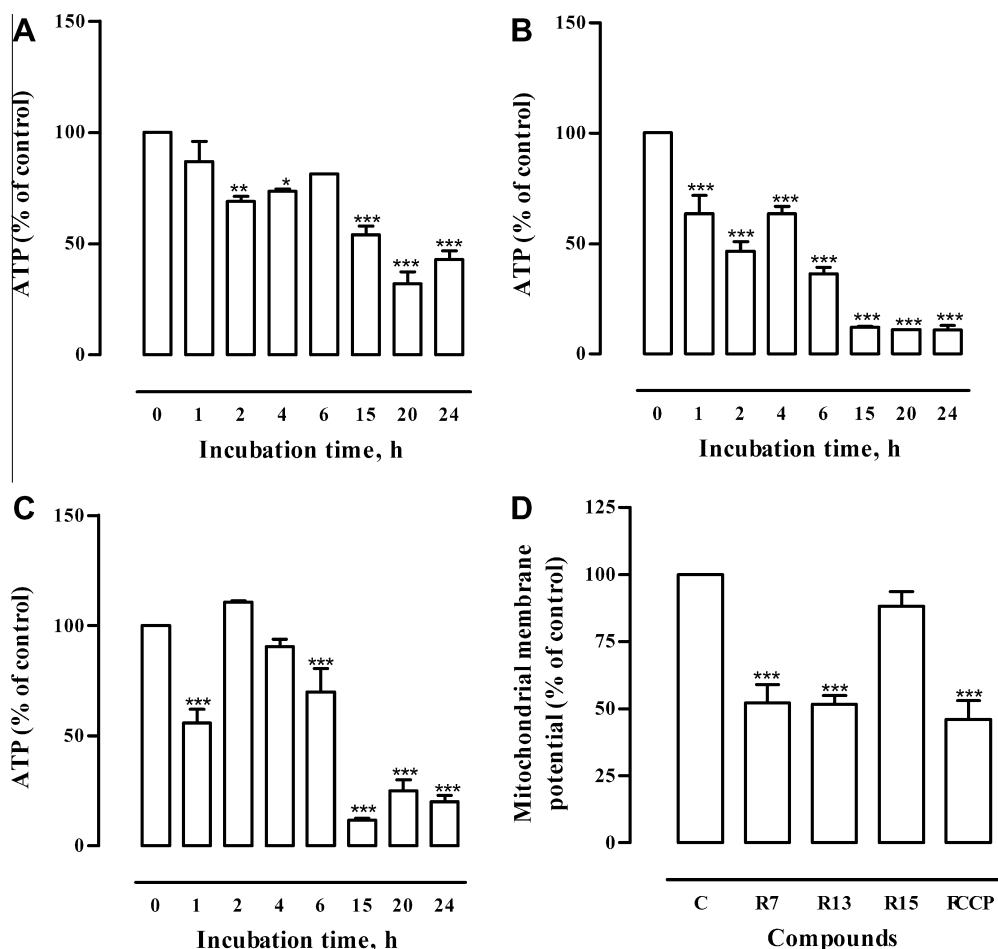 A
ATP (% of control)
150
100
50
0
** * *** *** ***
0 1 2 4 6 15 20 24
Incubation time, h
B
ATP (% of control)
150
100
50
0
*** *** *** *** *** *** ***
0 1 2 4 6 15 20 24
Incubation time, h
C
ATP (% of control)
150
100
50
0
*** *** *** *** ***
0 1 2 4 6 15 20 24
Incubation time, h
D
Mitochondrial membrane
potential (% of control)
125
100
75
50
25
0
*** *** ***
C R7 R13 R15 FCCP
Compounds